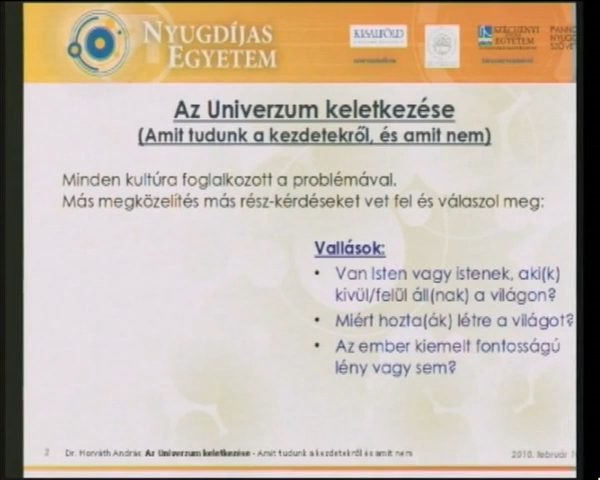 NYUGDÍJAS
EGYETEM
KISALFÖLD
SZÉCHENYI
EGYETEM
Az Univerzum keletkezése
(Amit tudunk a kezdetekről, és amit nem)
Minden kultúra foglalkozott a problémával.
Más megközelítés más rész-kérdéseket vet fel és válaszol meg:
Vallások:
• Van Isten vagy istenek, aki(k)
kivül/felül áll(nak) a világon?
• Miért hozta(ák) létre a világot?
• Az ember kiemelt fontosságú
lény vagy sem?
2 Dr. Horváth András Az Univerzum keletkezése - Amit tudunk a kezdetekről és amit nem
2010. február